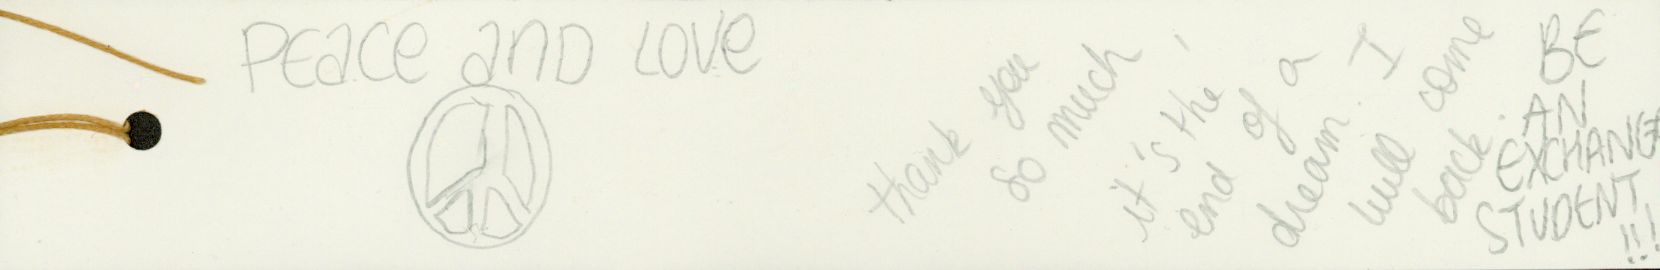 PEACE AND LOVE
thank you
so much
it's the
end of a
dream. I
will come
back.
BE
AN
EXCHANGE
STUDENT
!!!